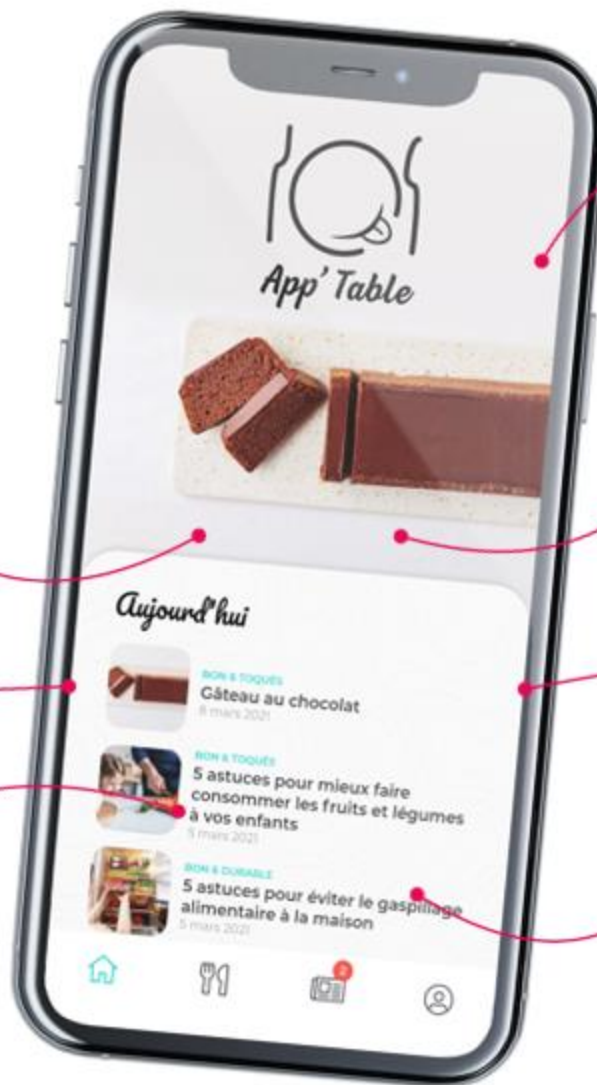 App' Table
Aujourd'hui
BON & TOQUÉS
Gâteau au chocolat
8 mars 2021
BON & TOQUÉS
5 astuces pour mieux faire
consommer les fruits et légumes
à vos enfants
5 mars 2021
BON & DURABLE
5 astuces pour éviter le gaspillage
alimentaire à la maison
5 mars 2021
2